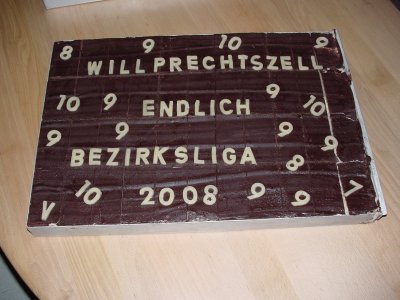 8 9 10 9
WILLPRECHTSZELL
10 9 9 10
ENDLICH
9 9 9 9
BEZIRKSLIGA
8
V 10 2008 9 9 7